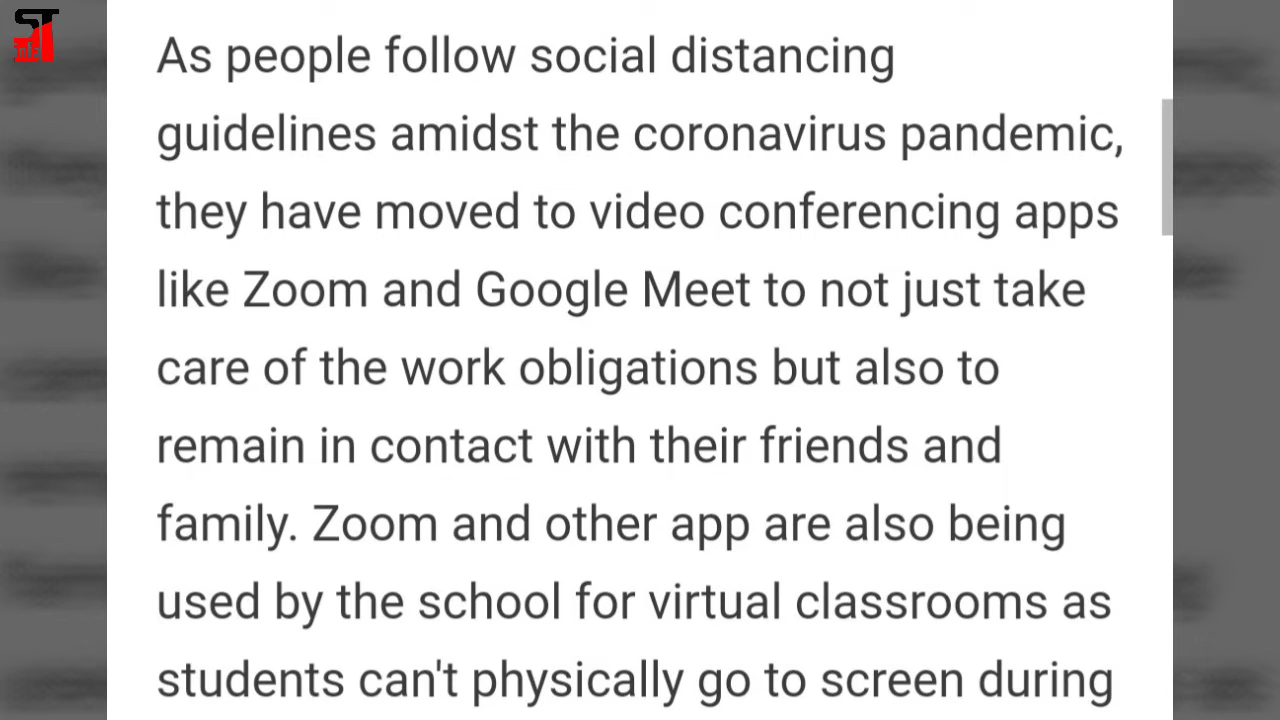 ST
As people follow social distancing
guidelines amidst the coronavirus pandemic,
they have moved to video conferencing apps
like Zoom and Google Meet to not just take
care of the work obligations but also to
remain in contact with their friends and
family. Zoom and other app are also being
used by the school for virtual classrooms as
students can't physically go to screen during